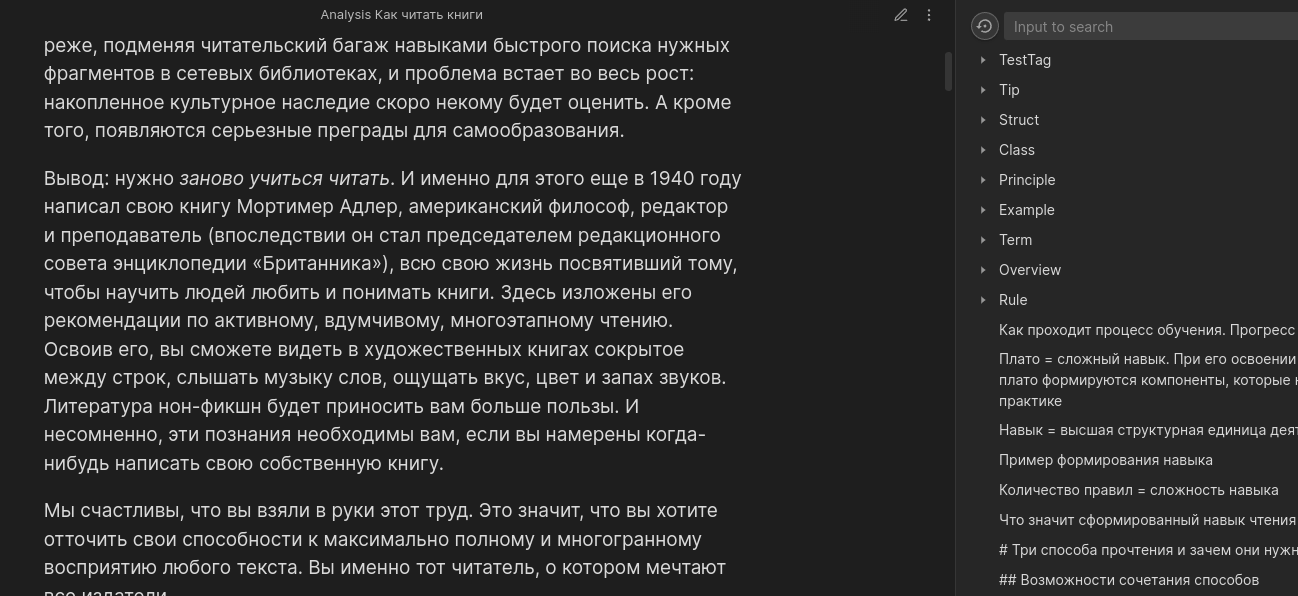 Analysis Как читать книги
реже, подменяя читательский багаж навыками быстрого поиска нужных
фрагментов в сетевых библиотеках, и проблема встает во весь рост:
накопленное культурное наследие скоро некому будет оценить. А кроме
того, появляются серьезные преграды для самообразования.
Вывод: нужно заново учиться читать. И именно для этого еще в 1940 году
написал свою книгу Мортимер Адлер, американский философ, редактор
и преподаватель (впоследствии он стал председателем редакционного
совета энциклопедии «Британника»), всю свою жизнь посвятивший тому,
чтобы научить людей любить и понимать книги. Здесь изложены его
рекомендации по активному, вдумчивому, многоэтапному чтению.
Освоив его, вы сможете видеть в художественных книгах сокрытое
между строк, слышать музыку слов, ощущать вкус, цвет и запах звуков.
Литература нон-фикшн будет приносить вам больше пользы. И
несомненно, эти познания необходимы вам, если вы намерены когда-
нибудь написать свою собственную книгу.
Мы счастливы, что вы взяли в руки этот труд. Это значит, что вы хотите
отточить свои способности к максимально полному и многогранному
восприятию любого текста. Вы именно тот читатель, о котором мечтают
все издатели.
Input to search
TestTag
Tip
Struct
Class
Principle
Example
Term
Overview
Rule
Как проходит процесс обучения. Прогресс
Плато = сложный навык. При его освоении
плато формируются компоненты, которые
практике
Навык = высшая структурная единица
Пример формирования навыка
Количество правил = сложность навыка
Что значит сформированный навык чтения
# Три способа прочтения и зачем они
## Возможности сочетания способов